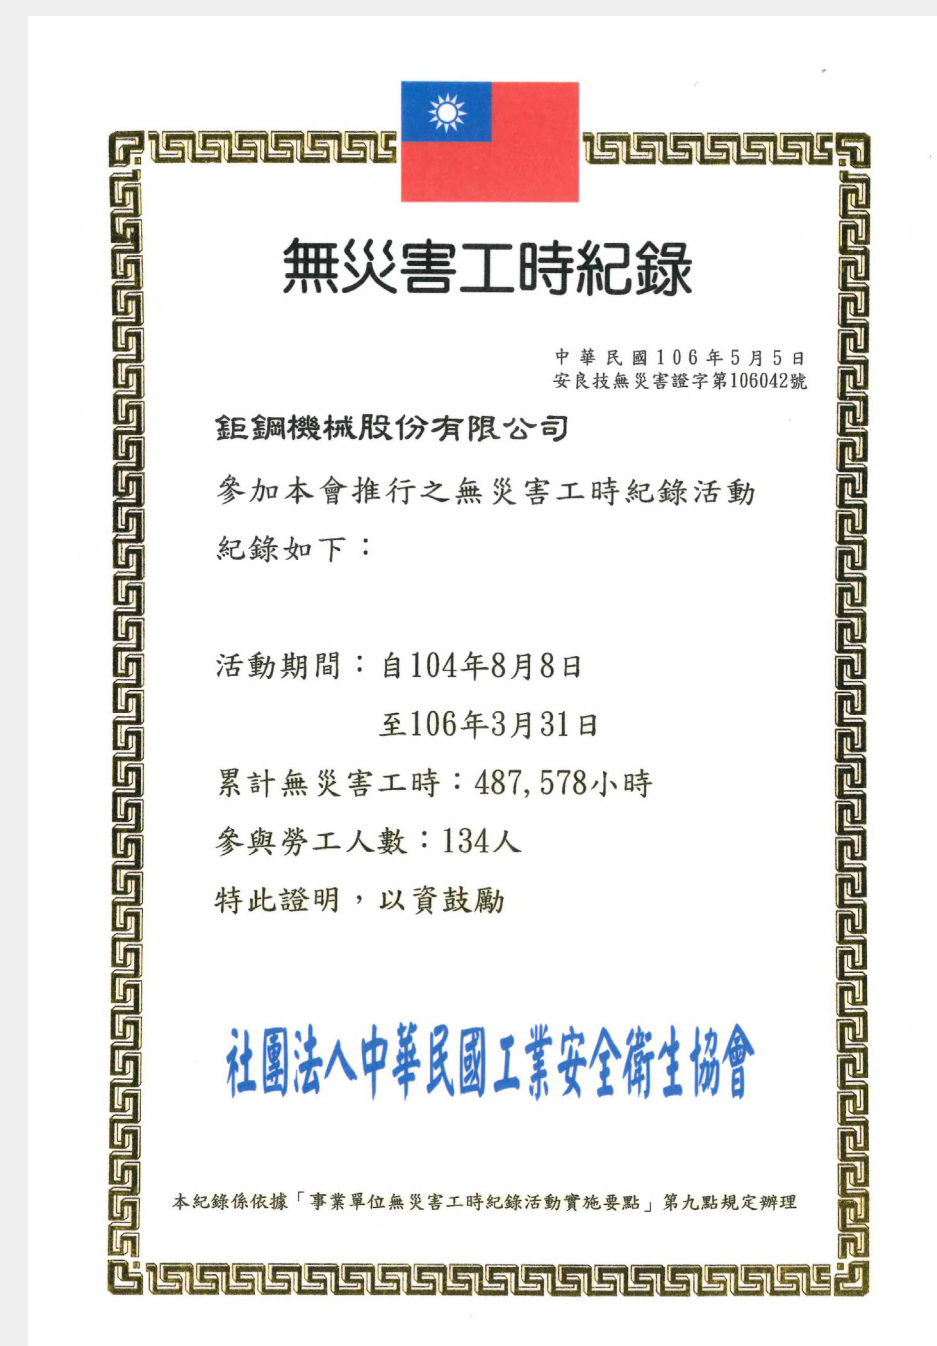 無災害工時紀錄
中華民國106年5月5日
安良技無災害證字第106042號
鉅鋼機械股份有限公司
參加本會推行之無災害工時紀錄活動
紀錄如下：
活動期間：自104年8月8日
至106年3月31日
累計無災害工時：487,578小時
參與勞工人數：134人
特此證明，以資鼓勵
社團法人中華民國工業安全衛生協會
本紀錄係依據「事業單位無災害工時紀錄活動實施要點」第九點規定辦理